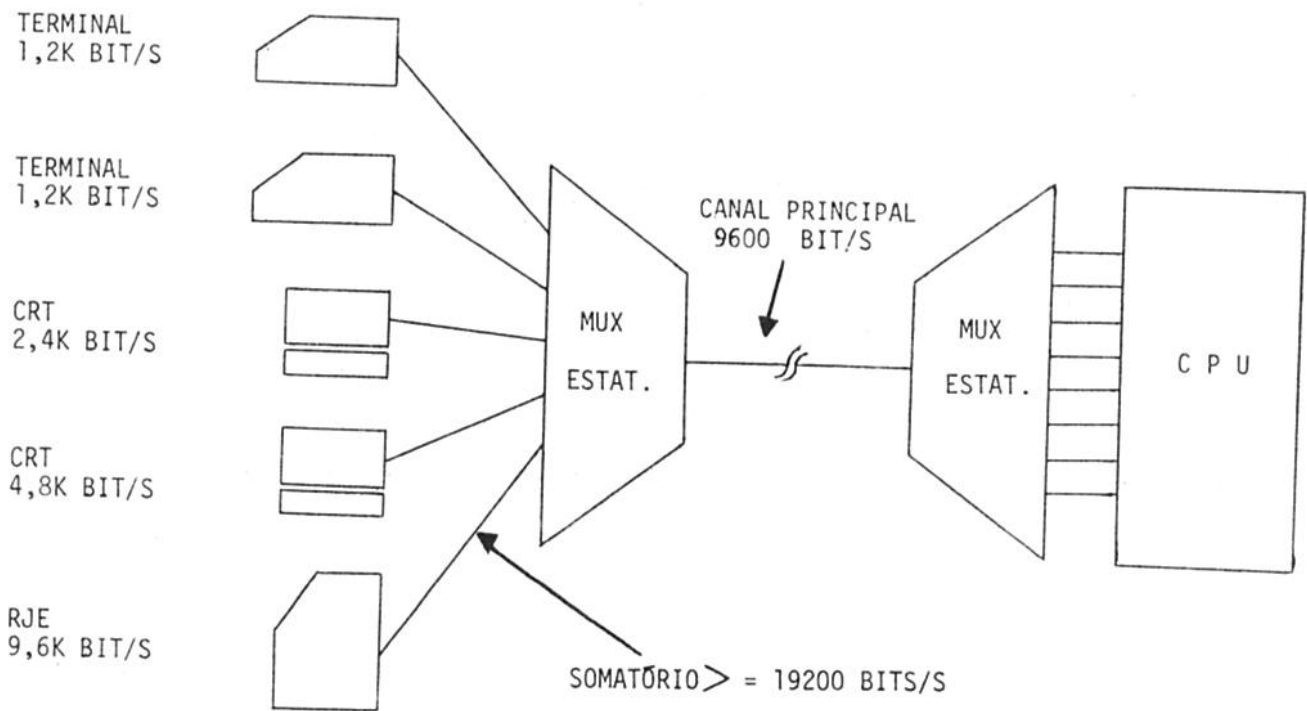 TERMINAL
1,2K BIT/S
TERMINAL
1,2K BIT/S
CRT
2,4K BIT/S
CRT
4,8K BIT/S
RJE
9,6K BIT/S
MUX
ESTAT.
CANAL PRINCIPAL
9600 BIT/S
MUX
ESTAT.
C P U
SOMATÓRIO > = 19200 BITS/S